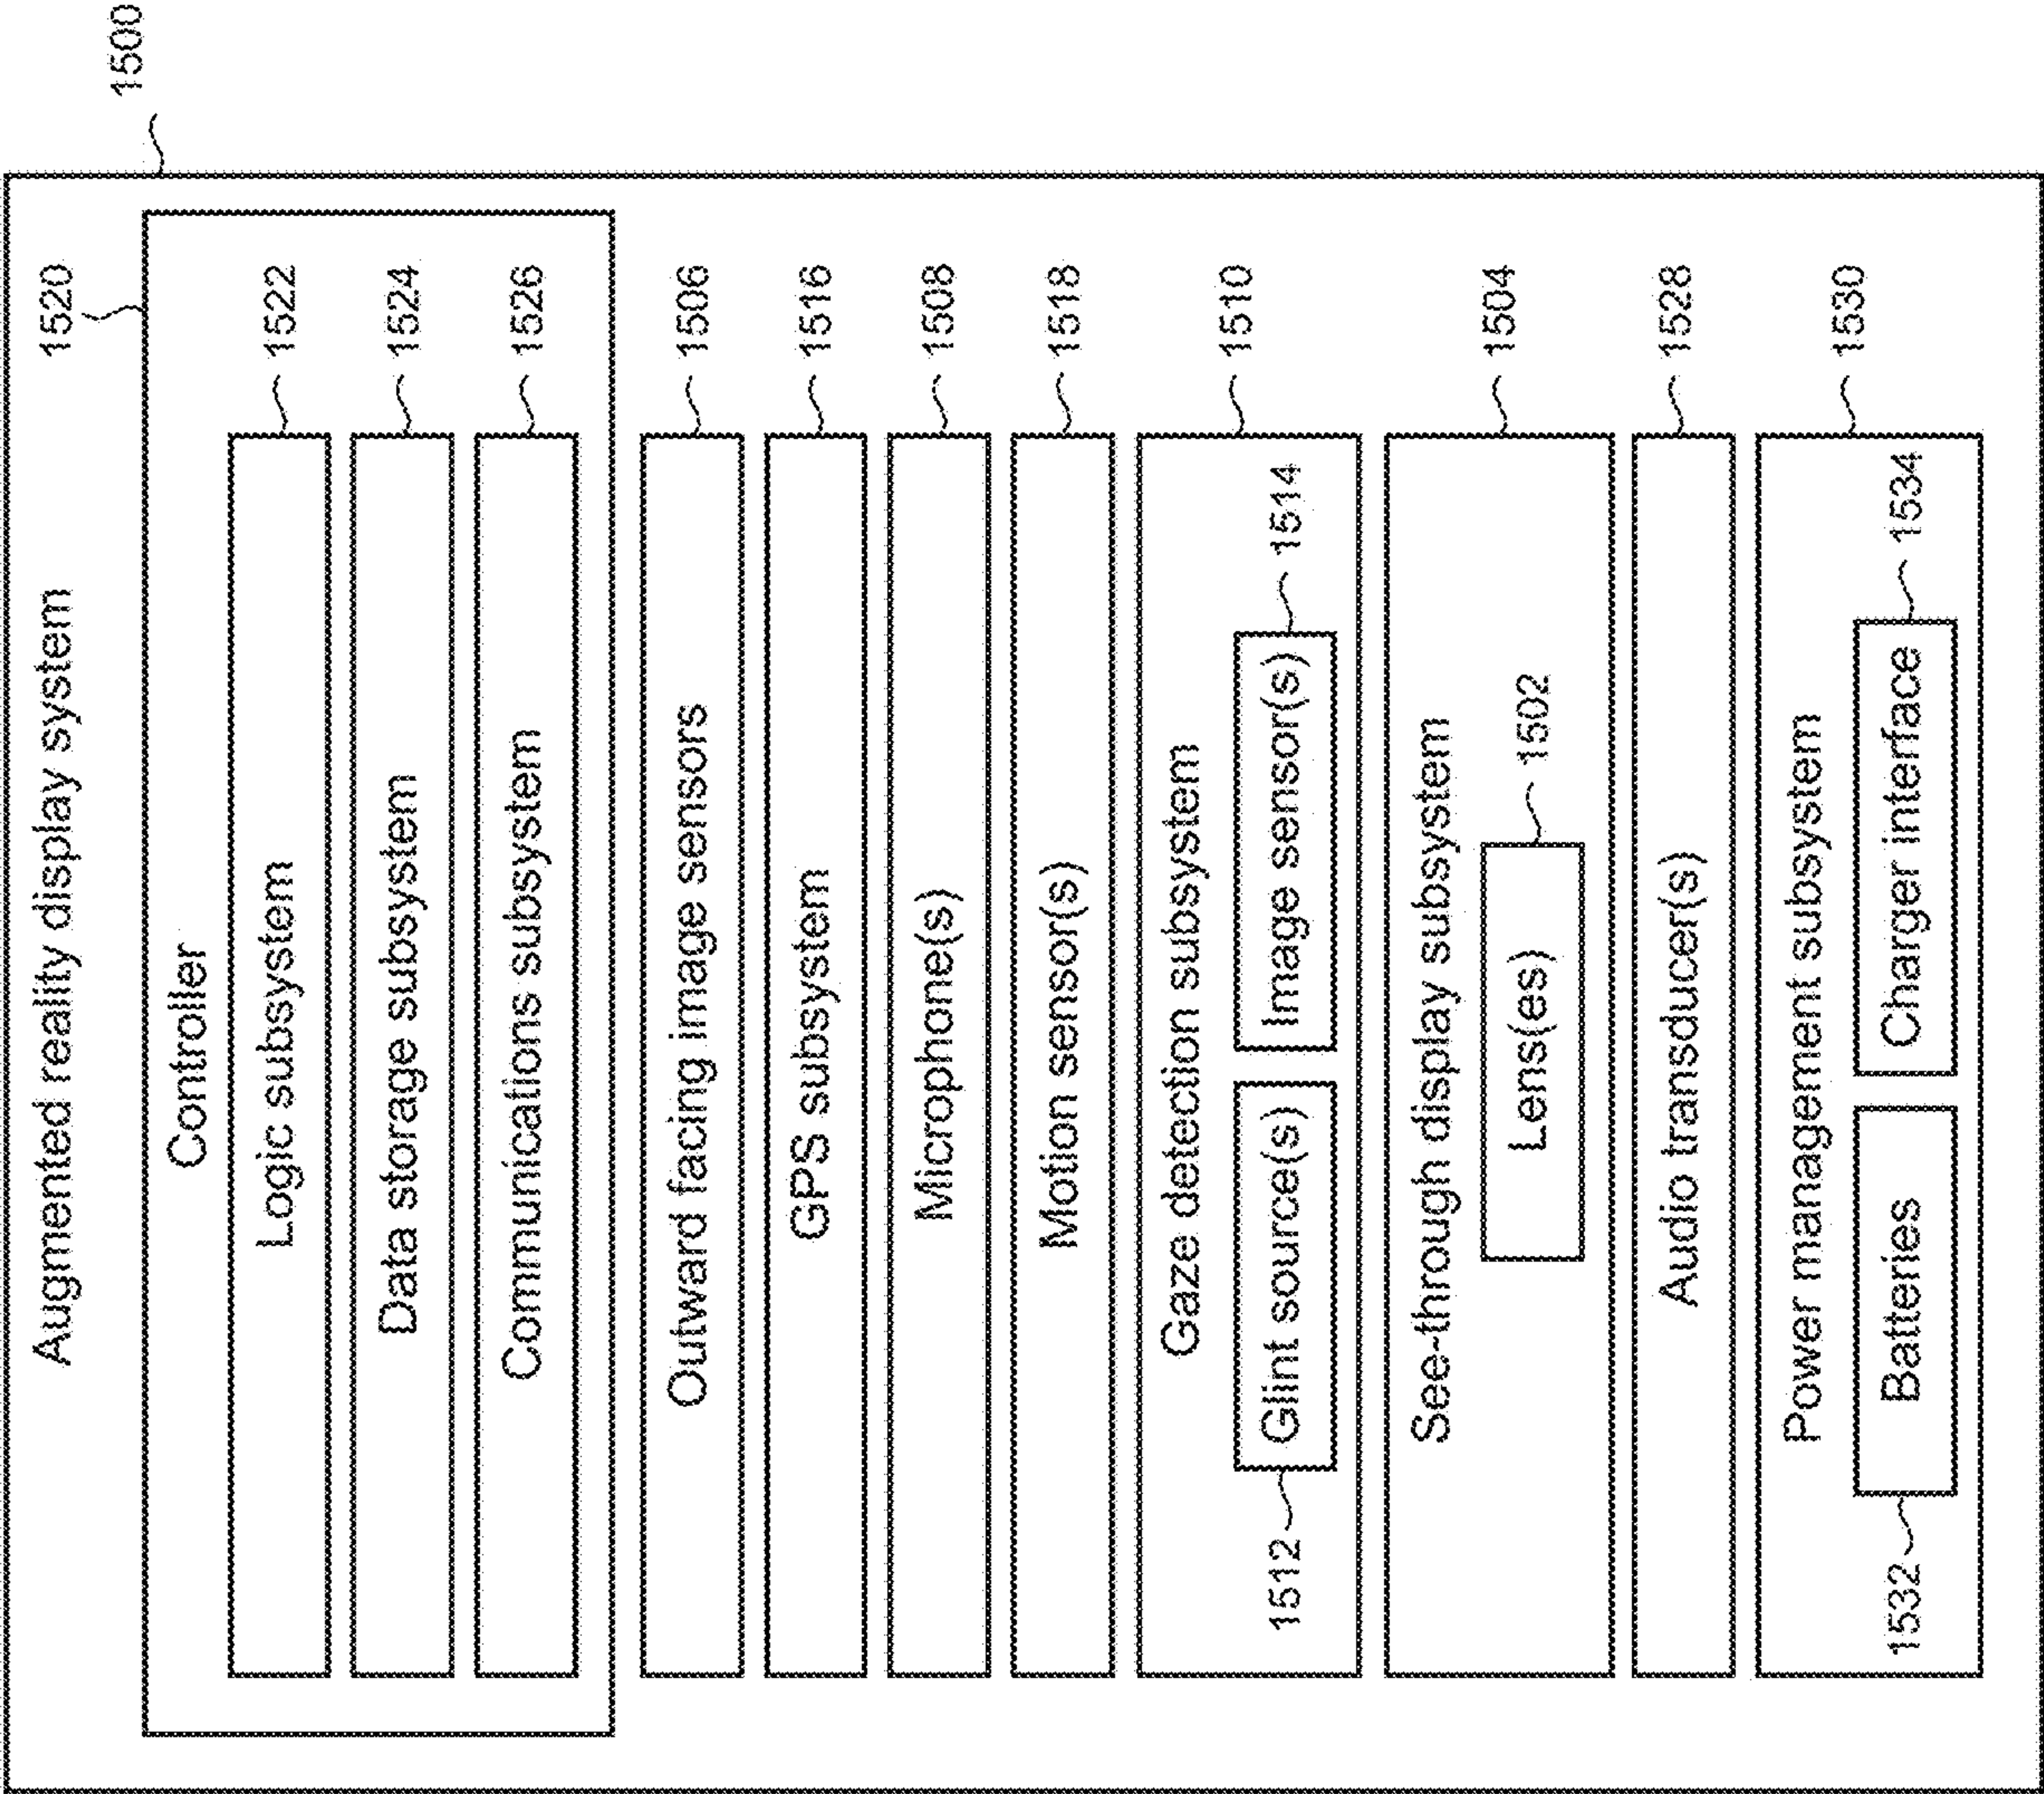 1500
Augmented reality display system
1520
Controller
Logic subsystem
1522
Data storage subsystem
1524
Communications subsystem
1526
Outward facing image sensors
1506
GPS subsystem
1516
Microphone(s)
1508
Motion sensor(s)
1518
Gaze detection subsystem
1510
1512
Glint source(s)
Image sensor(s)
1514
See-through display subsystem
1504
Lens(es)
1502
Audio transducer(s)
1528
Power management subsystem
1530
1532
Batteries
Charger interface
1534